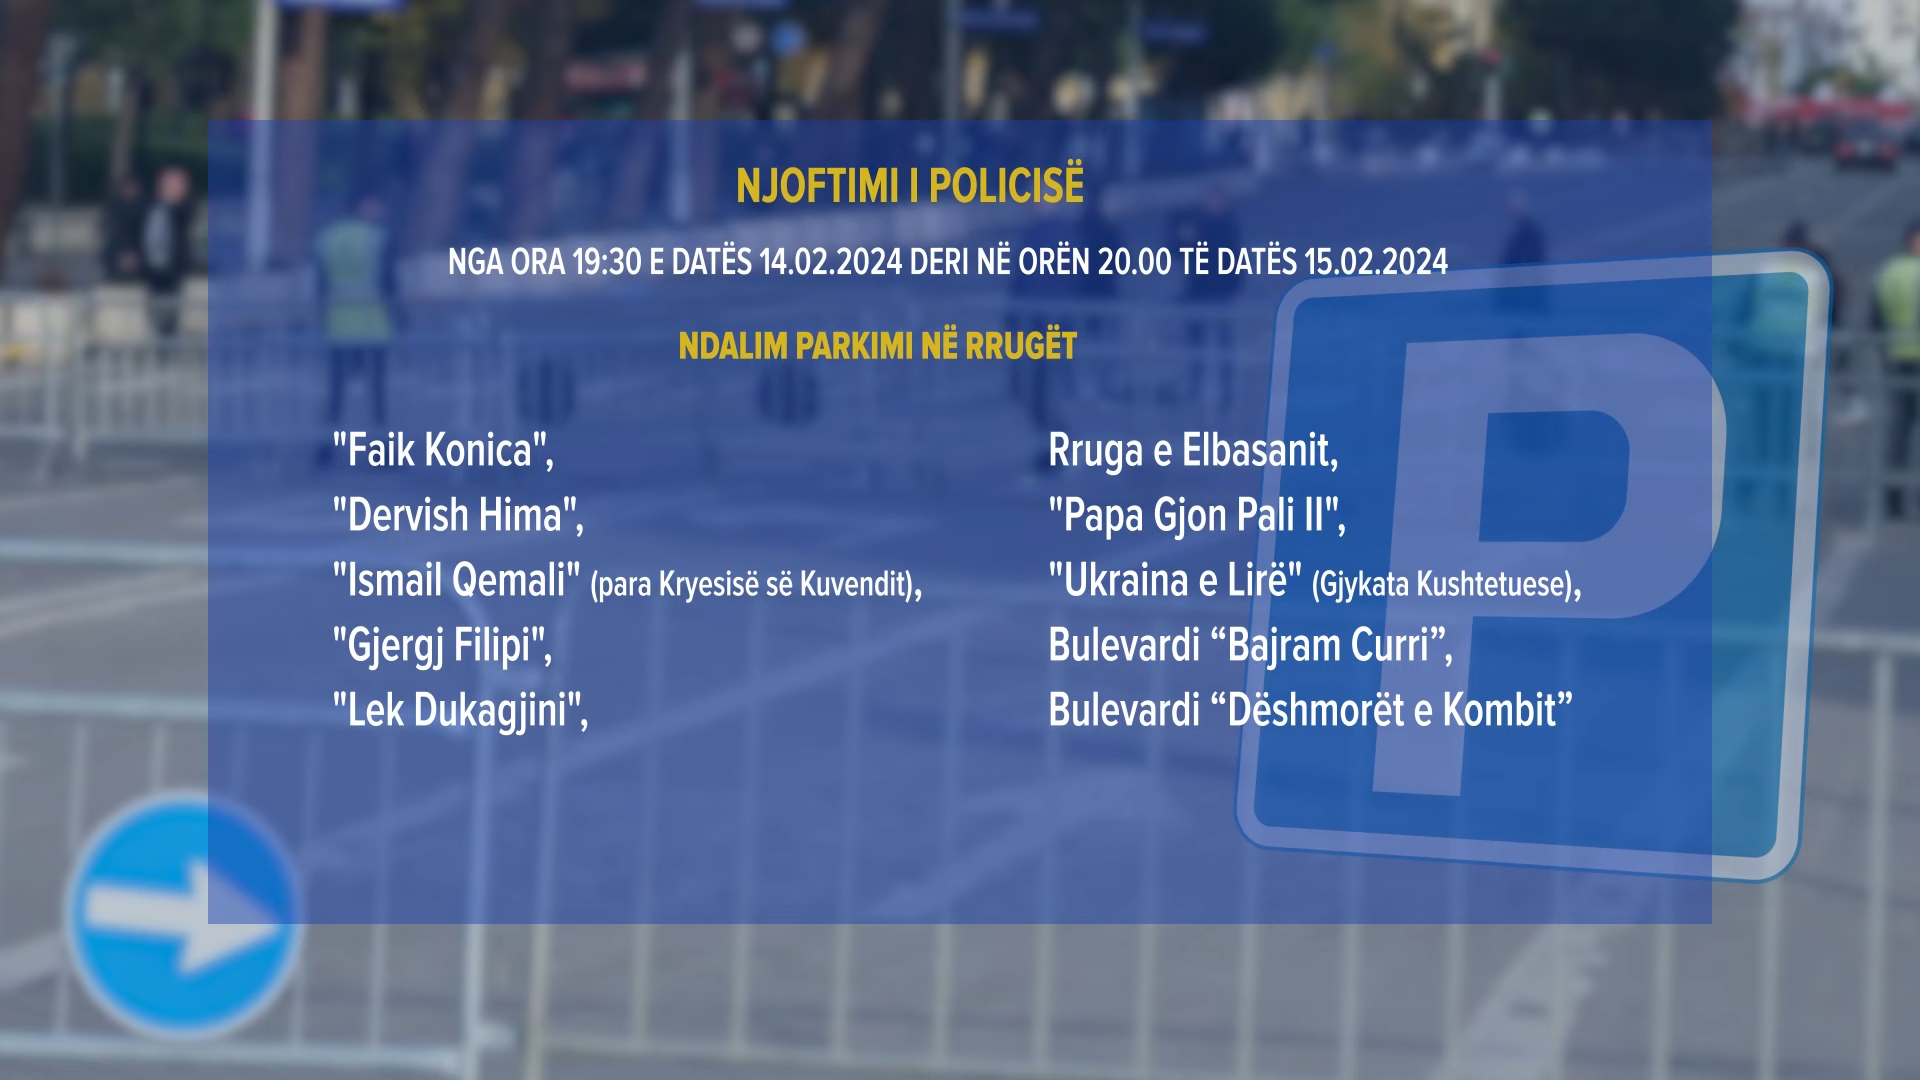 NJOFTIMI I POLICISË
NGA ORA 19:30 E DATËS 14.02.2024 DERI NË ORËN 20.00 TË DATËS 15.02.2024
NDALIM PARKIMI NË RRUGËT
"Faik Konica",
"Dervish Hima",
"Ismail Qemali" (para Kryesisë së Kuvendit),
"Gjergj Filipi",
"Lek Dukagjini",
Rruga e Elbasanit,
"Papa Gjon Pali II",
"Ukraina e Lirë" (Gjykata Kushtetuese),
Bulevardi “Bajram Curri”,
Bulevardi “Dëshmorët e Kombit”
P